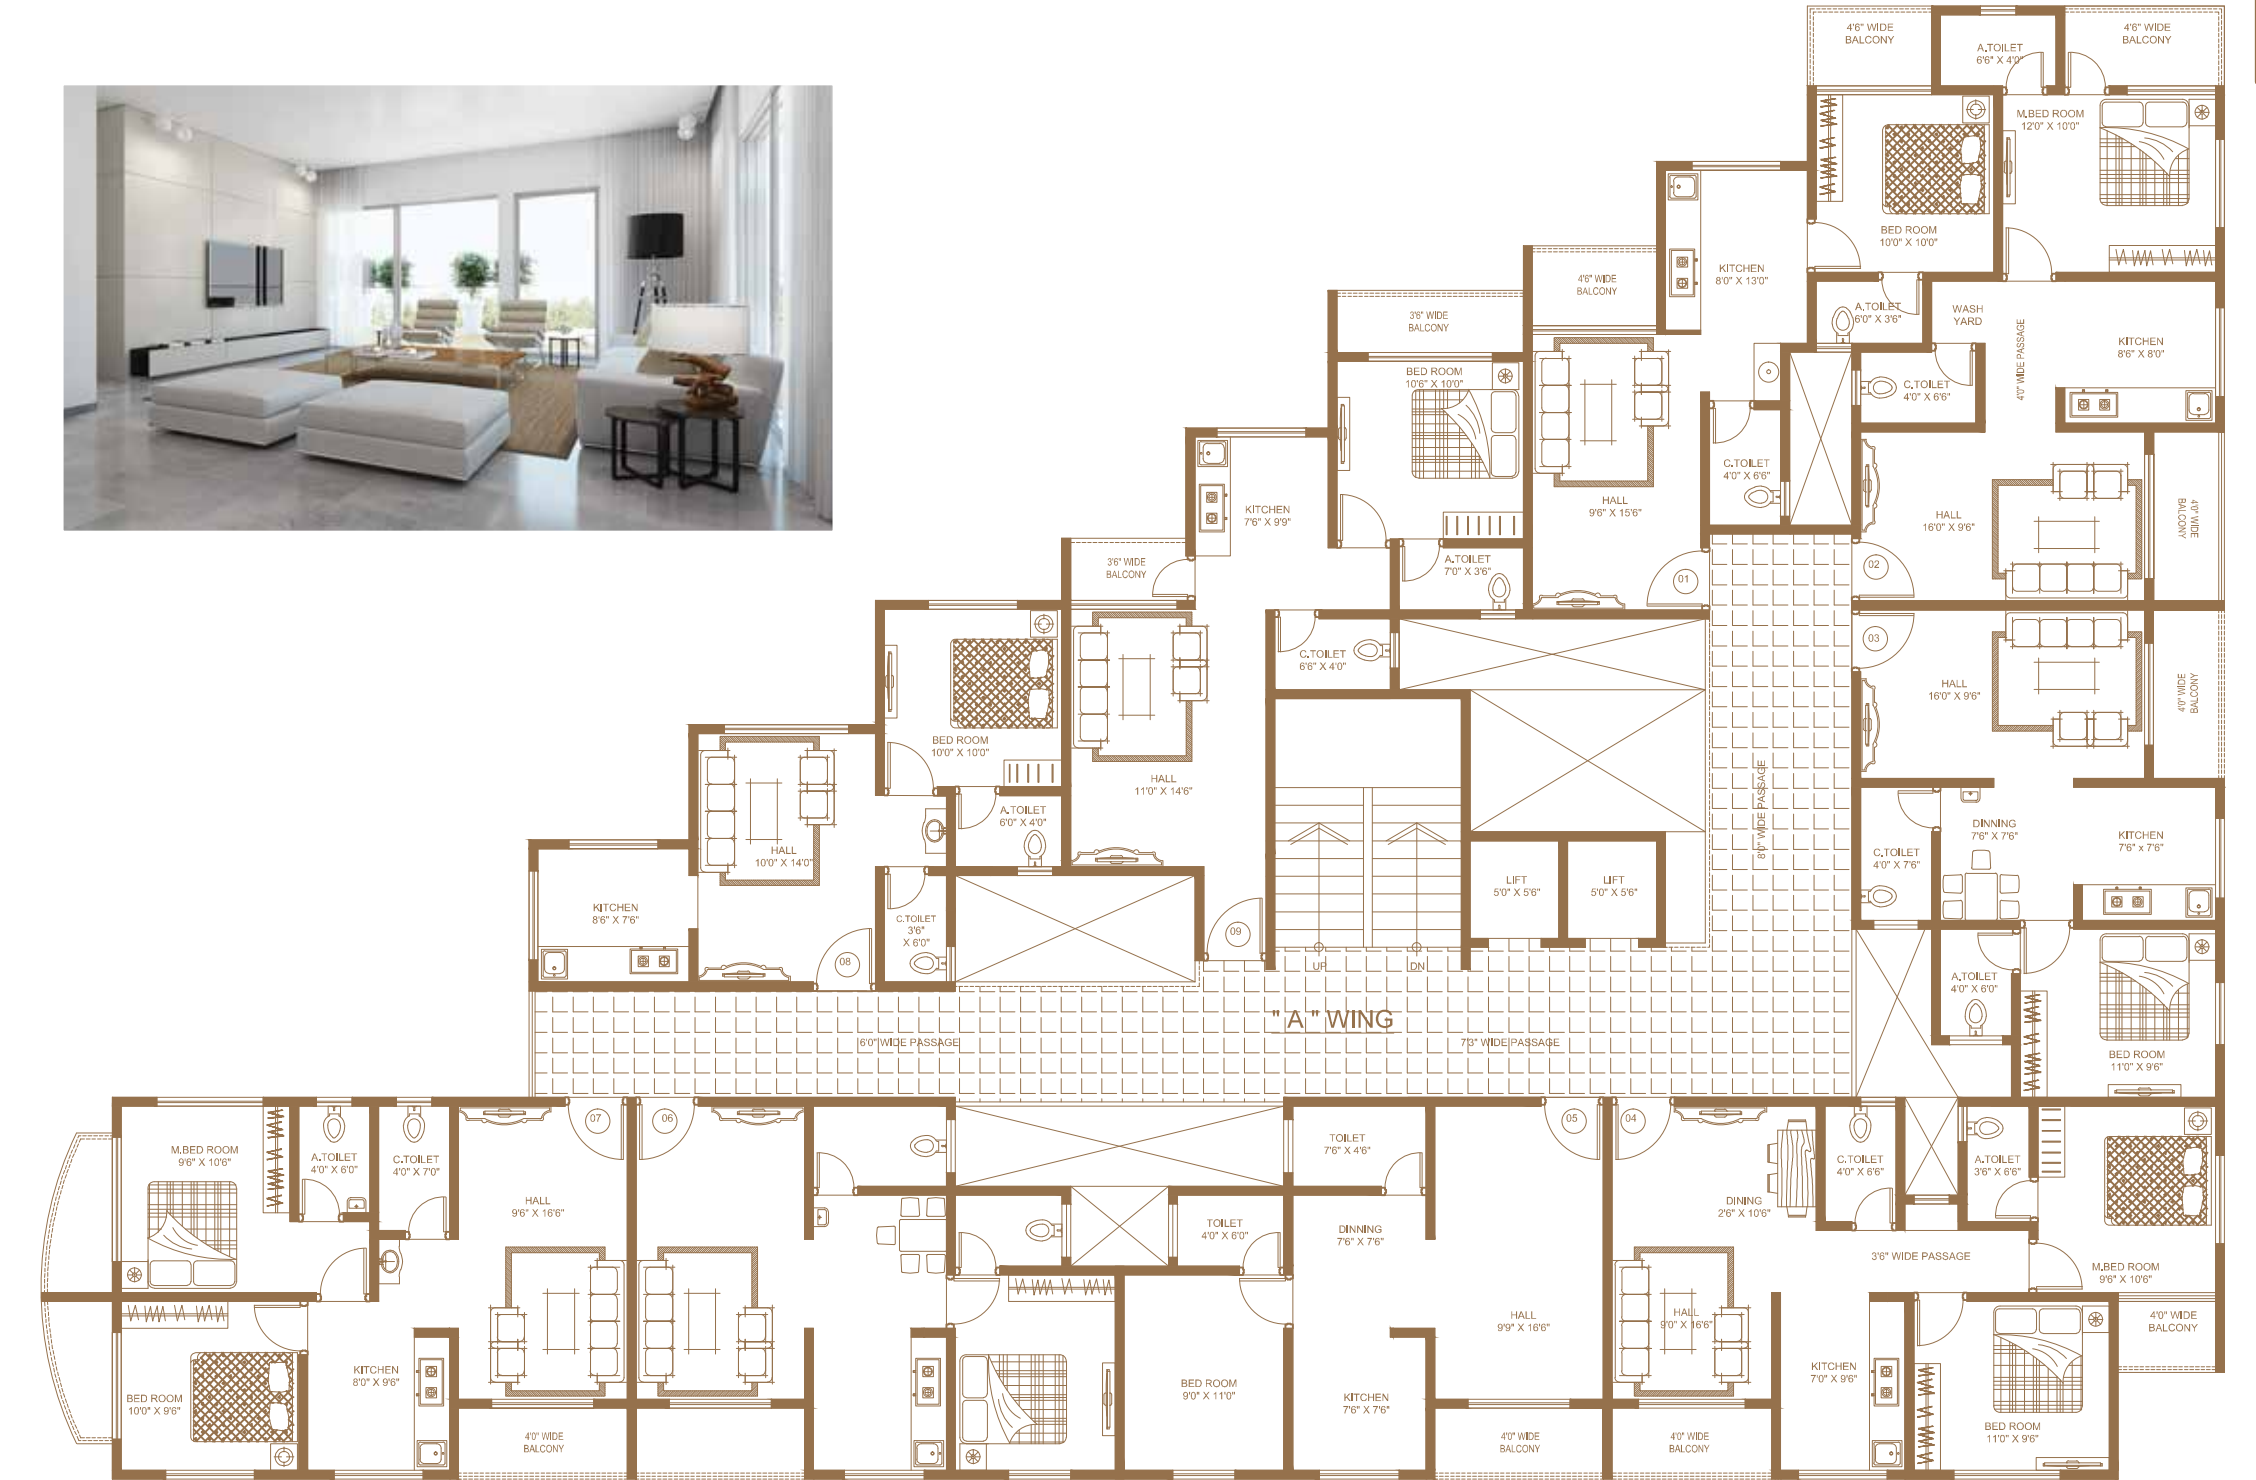 4'6" WIDE
BALCONY
A.TOILET
6'6" X 4'0"
4'6" WIDE
BALCONY
M.BED ROOM
12'0" X 10'0"
BED ROOM
10'0" X 10'0"
KITCHEN
8'0" X 13'0"
4'6" WIDE
BALCONY
A.TOILET
6'0" X 3'6"
WASH
YARD
4'0" WIDE PASSAGE
KITCHEN
8'6" X 8'0"
3'6" WIDE
BALCONY
BED ROOM
10'6" X 10'0"
C.TOILET
4'0" X 6'6"
C.TOILET
4'0" X 6'6"
HALL
9'6" X 15'6"
HALL
16'0" X 9'6"
4'0" WIDE
BALCONY
KITCHEN
7'6" X 9'9"
3'6" WIDE
BALCONY
A.TOILET
7'0" X 3'6"
01
02
03
C.TOILET
6'6" X 4'0"
HALL
16'0" X 9'6"
4'0" WIDE
BALCONY
BED ROOM
10'0" X 10'0"
HALL
11'0" X 14'6"
8'0" WIDE PASSAGE
A.TOILET
6'0" X 4'0"
HALL
10'0" X 14'0"
DINNING
7'6" X 7'6"
KITCHEN
7'6" x 7'6"
C.TOILET
4'0" X 7'6"
LIFT
5'0" X 5'6"
LIFT
5'0" X 5'6"
KITCHEN
8'6" X 7'6"
C.TOILET
3'6"
X 6'0"
08
09
UP
DN
A.TOILET
4'0" X 6'0"
" A " WING
6'0" WIDE PASSAGE
7'3" WIDE PASSAGE
BED ROOM
11'0" X 9'6"
07
06
05
04
M.BED ROOM
9'6" X 10'6"
A.TOILET
4'0" X 6'0"
C.TOILET
4'0" X 7'0"
TOILET
7'6" X 4'6"
C.TOILET
4'0" X 6'6"
A.TOILET
3'6" X 6'6"
HALL
9'6" X 16'6"
TOILET
4'0" X 6'0"
DINNING
7'6" X 7'6"
DINING
2'6" X 10'6"
3'6" WIDE PASSAGE
M.BED ROOM
9'6" X 10'6"
HALL
9'9" X 16'6"
HALL
9'0" X 16'6"
4'0" WIDE
BALCONY
KITCHEN
8'0" X 9'6"
BED ROOM
10'0" X 9'6"
BED ROOM
9'0" X 11'0"
KITCHEN
7'6" X 7'6"
KITCHEN
7'0" X 9'6"
BED ROOM
11'0" X 9'6"
4'0" WIDE
BALCONY
4'0" WIDE
BALCONY
4'0" WIDE
BALCONY